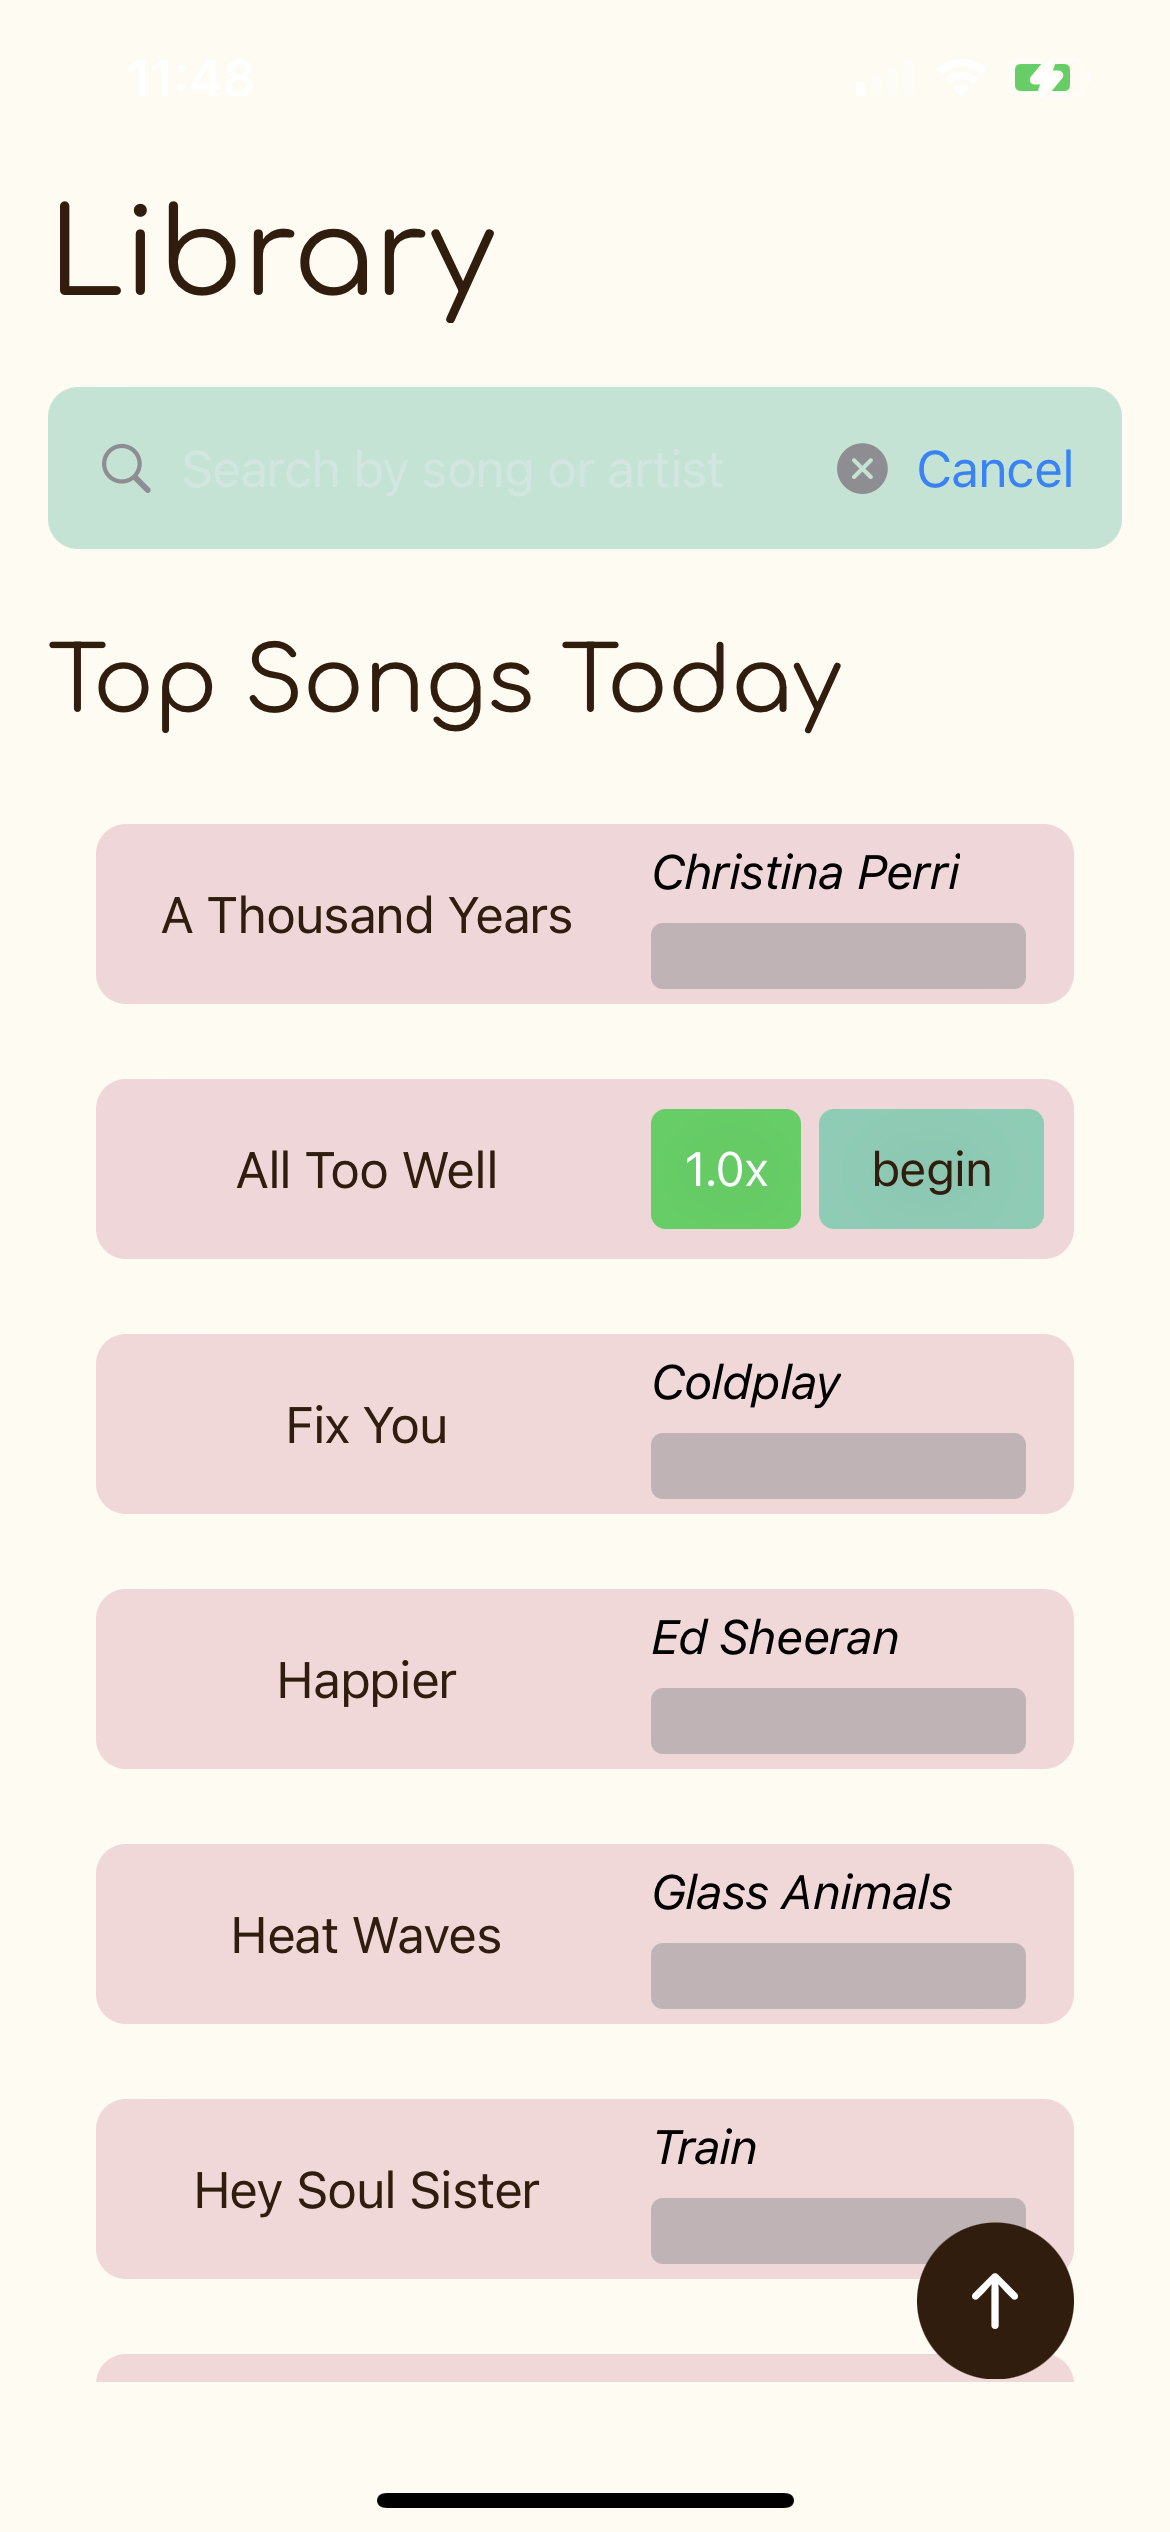 11:48
Library
Search by song or artist
Cancel
Top Songs Today
A Thousand Years
Christina Perri
All Too Well
1.0x
begin
Fix You
Coldplay
Happier
Ed Sheeran
Heat Waves
Glass Animals
Hey Soul Sister
Train